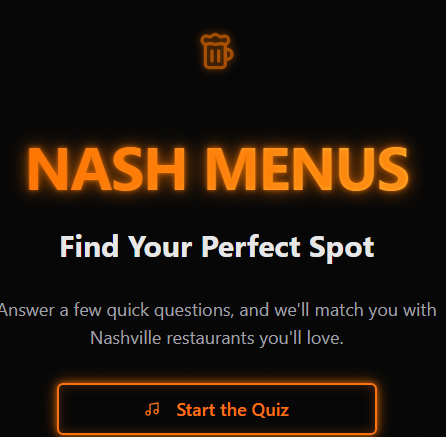 NASH MENUS
Find Your Perfect Spot
Answer a few quick questions, and we'll match you with
Nashville restaurants you'll love.
Start the Quiz